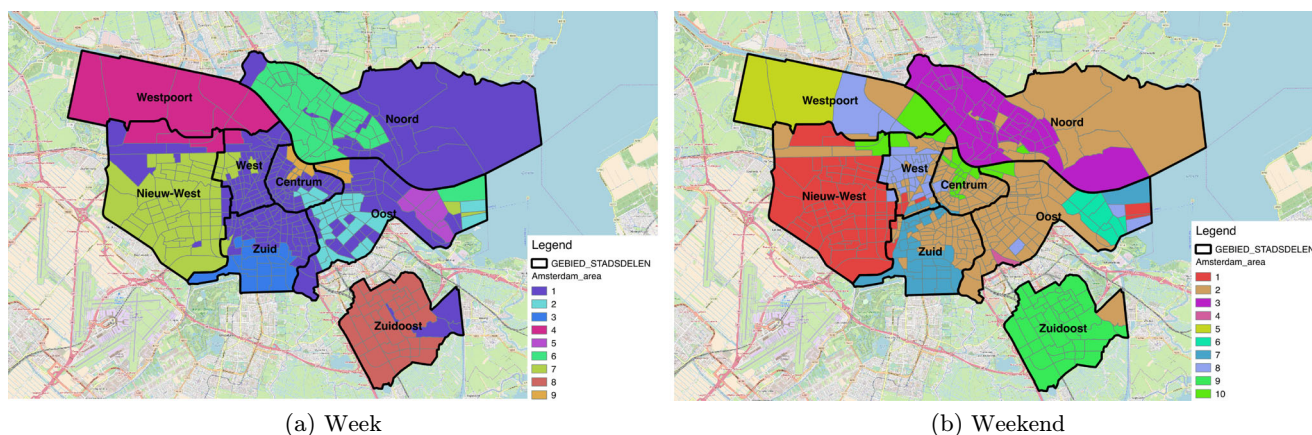 Westpoort
Noord
West
Centrum
Nieuw-West
Oost
Zuid
Zuidoost
Legend
GEBIED_STADSDELEN
Amsterdam_area
1
2
3
4
5
6
7
8
9
(a) Week
Westpoort
Noord
West
Centrum
Nieuw-West
Oost
Zuid
Zuidoost
Legend
GEBIED_STADSDELEN
Amsterdam_area
1
2
3
4
5
6
7
8
9
10
(b) Weekend